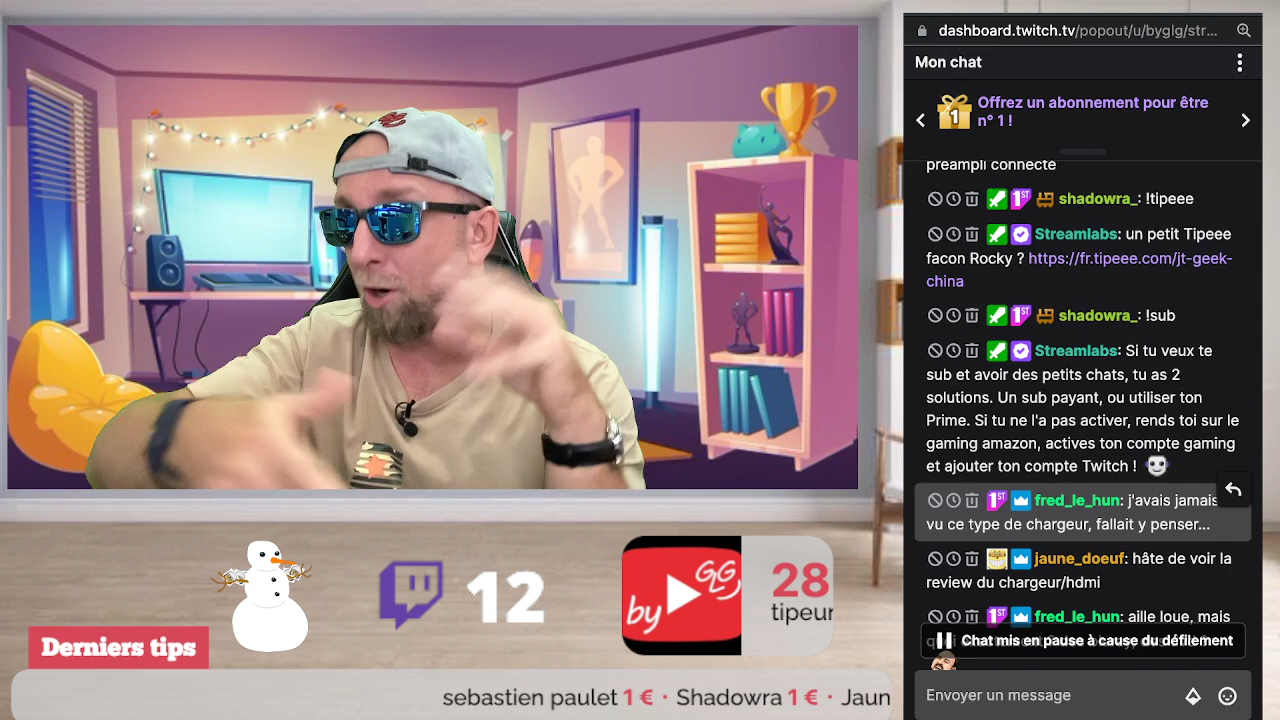 dashboard.twitch.tv/popout/u/byglg/str...
Mon chat
1
Offrez un abonnement pour être
n° 1 !
préampli connecté
shadowra_: !tipeee
Streamlabs: un petit Tipeee
facon Rocky ? https://fr.tipeee.com/jt-geek-
china
shadowra_: !sub
Streamlabs: Si tu veux te
sub et avoir des petits chats, tu as 2
solutions. Un sub payant, ou utiliser ton
Prime. Si tu ne l'a pas activer, rends toi sur le
gaming amazon, actives ton compte gaming
et ajouter ton compte Twitch !
fred_le_hun: j'avais jamais
vu ce type de chargeur, fallait y penser...
jaune_doeuf: hâte de voir la
review du chargeur/hdmi
fred_le_hun: aille loue, mais
Chat mis en pause à cause du défilement
Envoyer un message
12
by GLG
28
tipeur
Derniers tips
sebastien paulet 1 € · Shadowra 1 € · Jaun